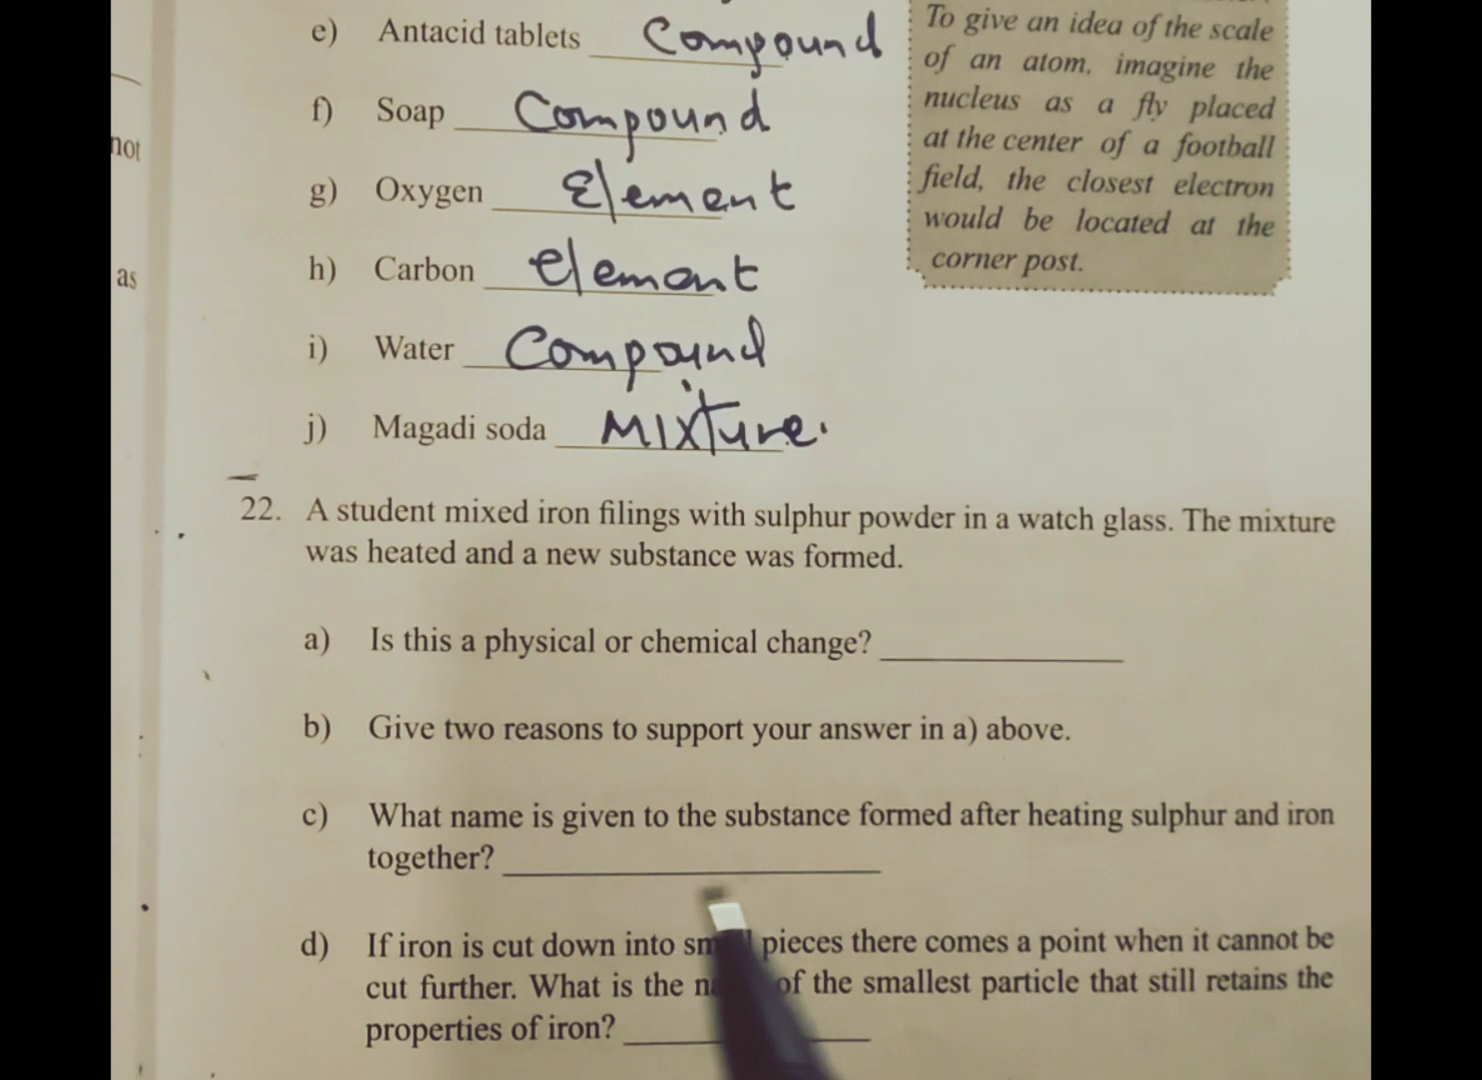 e) Antacid tablets Compound
f) Soap Compound
g) Oxygen Element
h) Carbon element
i) Water Compound
j) Magadi soda Mixture.
To give an idea of the scale
of an atom, imagine the
nucleus as a fly placed
at the center of a football
field, the closest electron
would be located at the
corner post.
not
as
22. A student mixed iron filings with sulphur powder in a watch glass. The mixture
was heated and a new substance was formed.
a) Is this a physical or chemical change?
b) Give two reasons to support your answer in a) above.
c) What name is given to the substance formed after heating sulphur and iron
together?
d) If iron is cut down into pieces there comes a point when it cannot be
cut further. What is the of the smallest particle that still retains the
properties of iron?